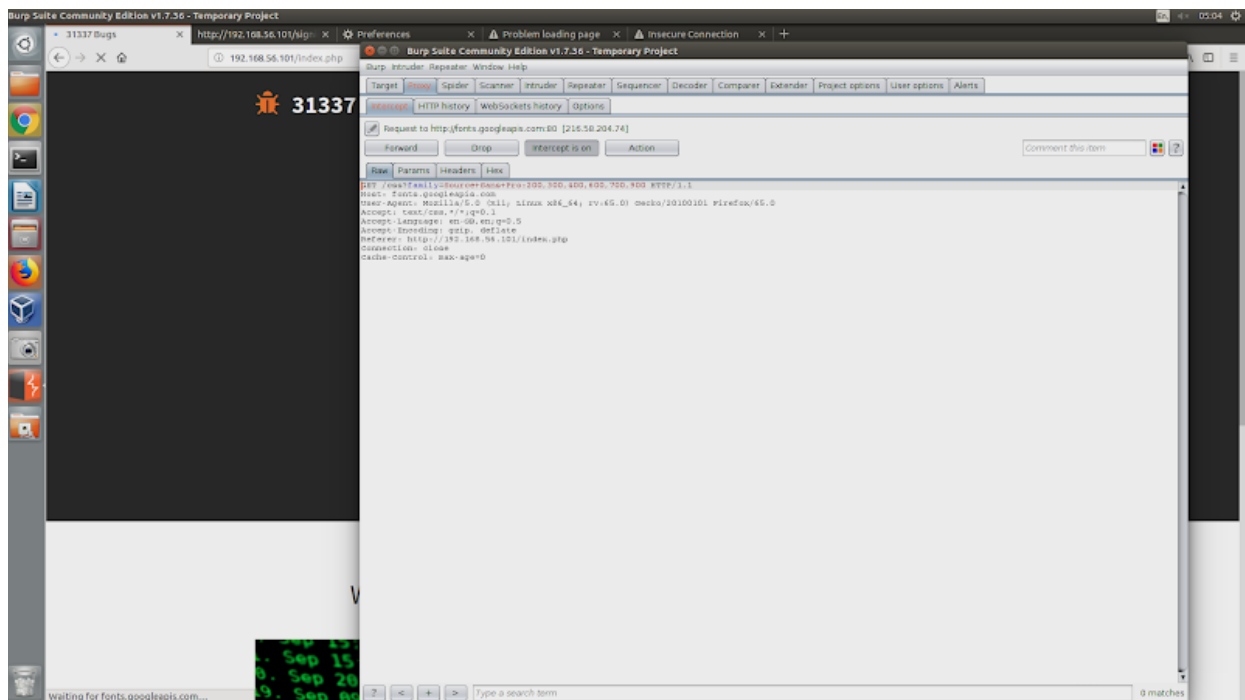 Burp Suite Community Edition v1.7.36 - Temporary Project
En
05:04
31337 Bugs
http://192.168.56.101/sign
Preferences
Problem loading page
Insecure Connection
192.168.56.101/index.php
Burp Suite Community Edition v1.7.36 - Temporary Project
Burp Intruder Repeater Window Help
Target Proxy Spider Scanner Intruder Repeater Sequencer Decoder Comparer Extender Project options User options Alerts
Intercept HTTP history WebSockets history Options
Request to http://fonts.googleapis.com:80 [216.58.204.74]
Forward Drop Intercept is on Action Comment this item
Raw Params Headers Hex
GET /css?family=Source+Sans+Pro:200,300,400,600,700,900 HTTP/1.1
Host: fonts.googleapis.com
User-Agent: Mozilla/5.0 (X11; Linux x86_64; rv:65.0) Gecko/20100101 Firefox/65.0
Accept: text/css,*/*;q=0.1
Accept-Language: en-GB,en;q=0.5
Accept-Encoding: gzip, deflate
Referer: http://192.168.56.101/index.php
Connection: close
Cache-Control: max-age=0
31337
W
Sep 15
Sep 15
Sep 20
9. Sep 09
Waiting for fonts.googleapis.com...
? < + > Type a search term
0 matches